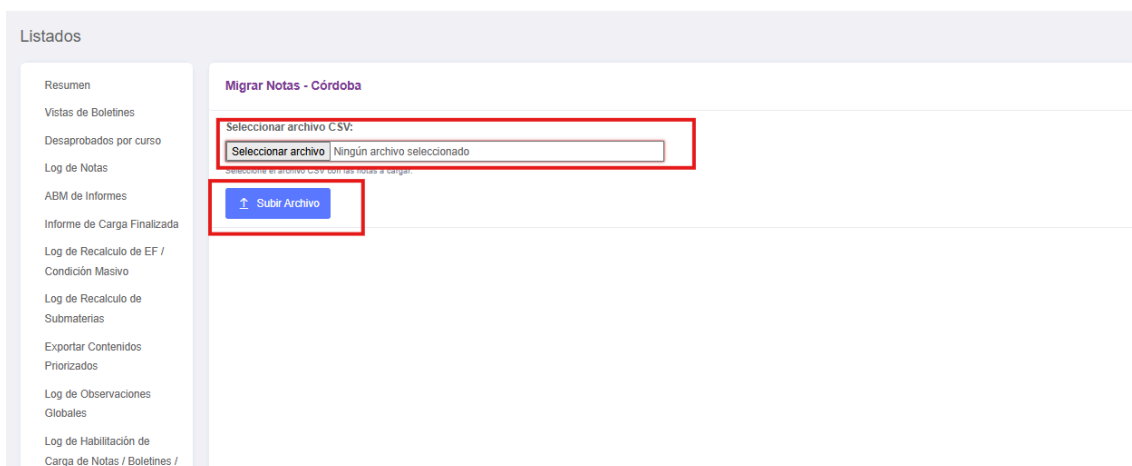 Listados
Resumen
Vistas de Boletines
Desaprobados por curso
Log de Notas
ABM de Informes
Informe de Carga Finalizada
Log de Recalculo de EF /
Condición Masivo
Log de Recalculo de
Submaterias
Exportar Contenidos
Priorizados
Log de Observaciones
Globales
Log de Habilitación de
Carga de Notas / Boletines /
Migrar Notas - Córdoba
Seleccionar archivo CSV:
Seleccionar archivo Ningún archivo seleccionado
Seleccione el archivo CSV con las notas a cargar.
Subir Archivo